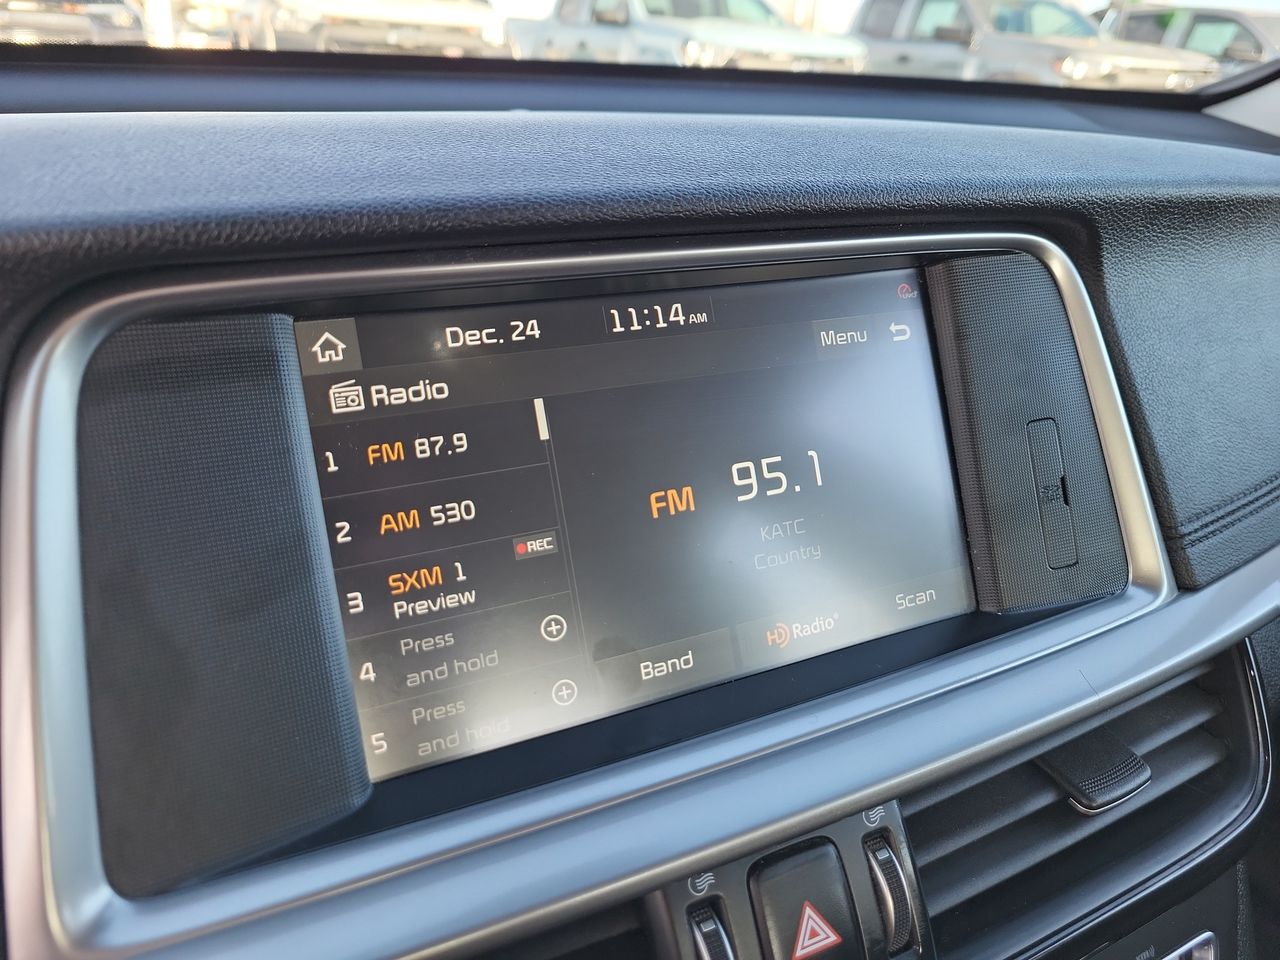 Dec. 24
11:14 AM
UVO
Menu
Radio
1 FM 87.9
2 AM 530
REC
3 SXM 1
Preview
4 Press
and hold
5 Press
and hold
FM 95.1
KATC
Country
Band
HD Radio
Scan